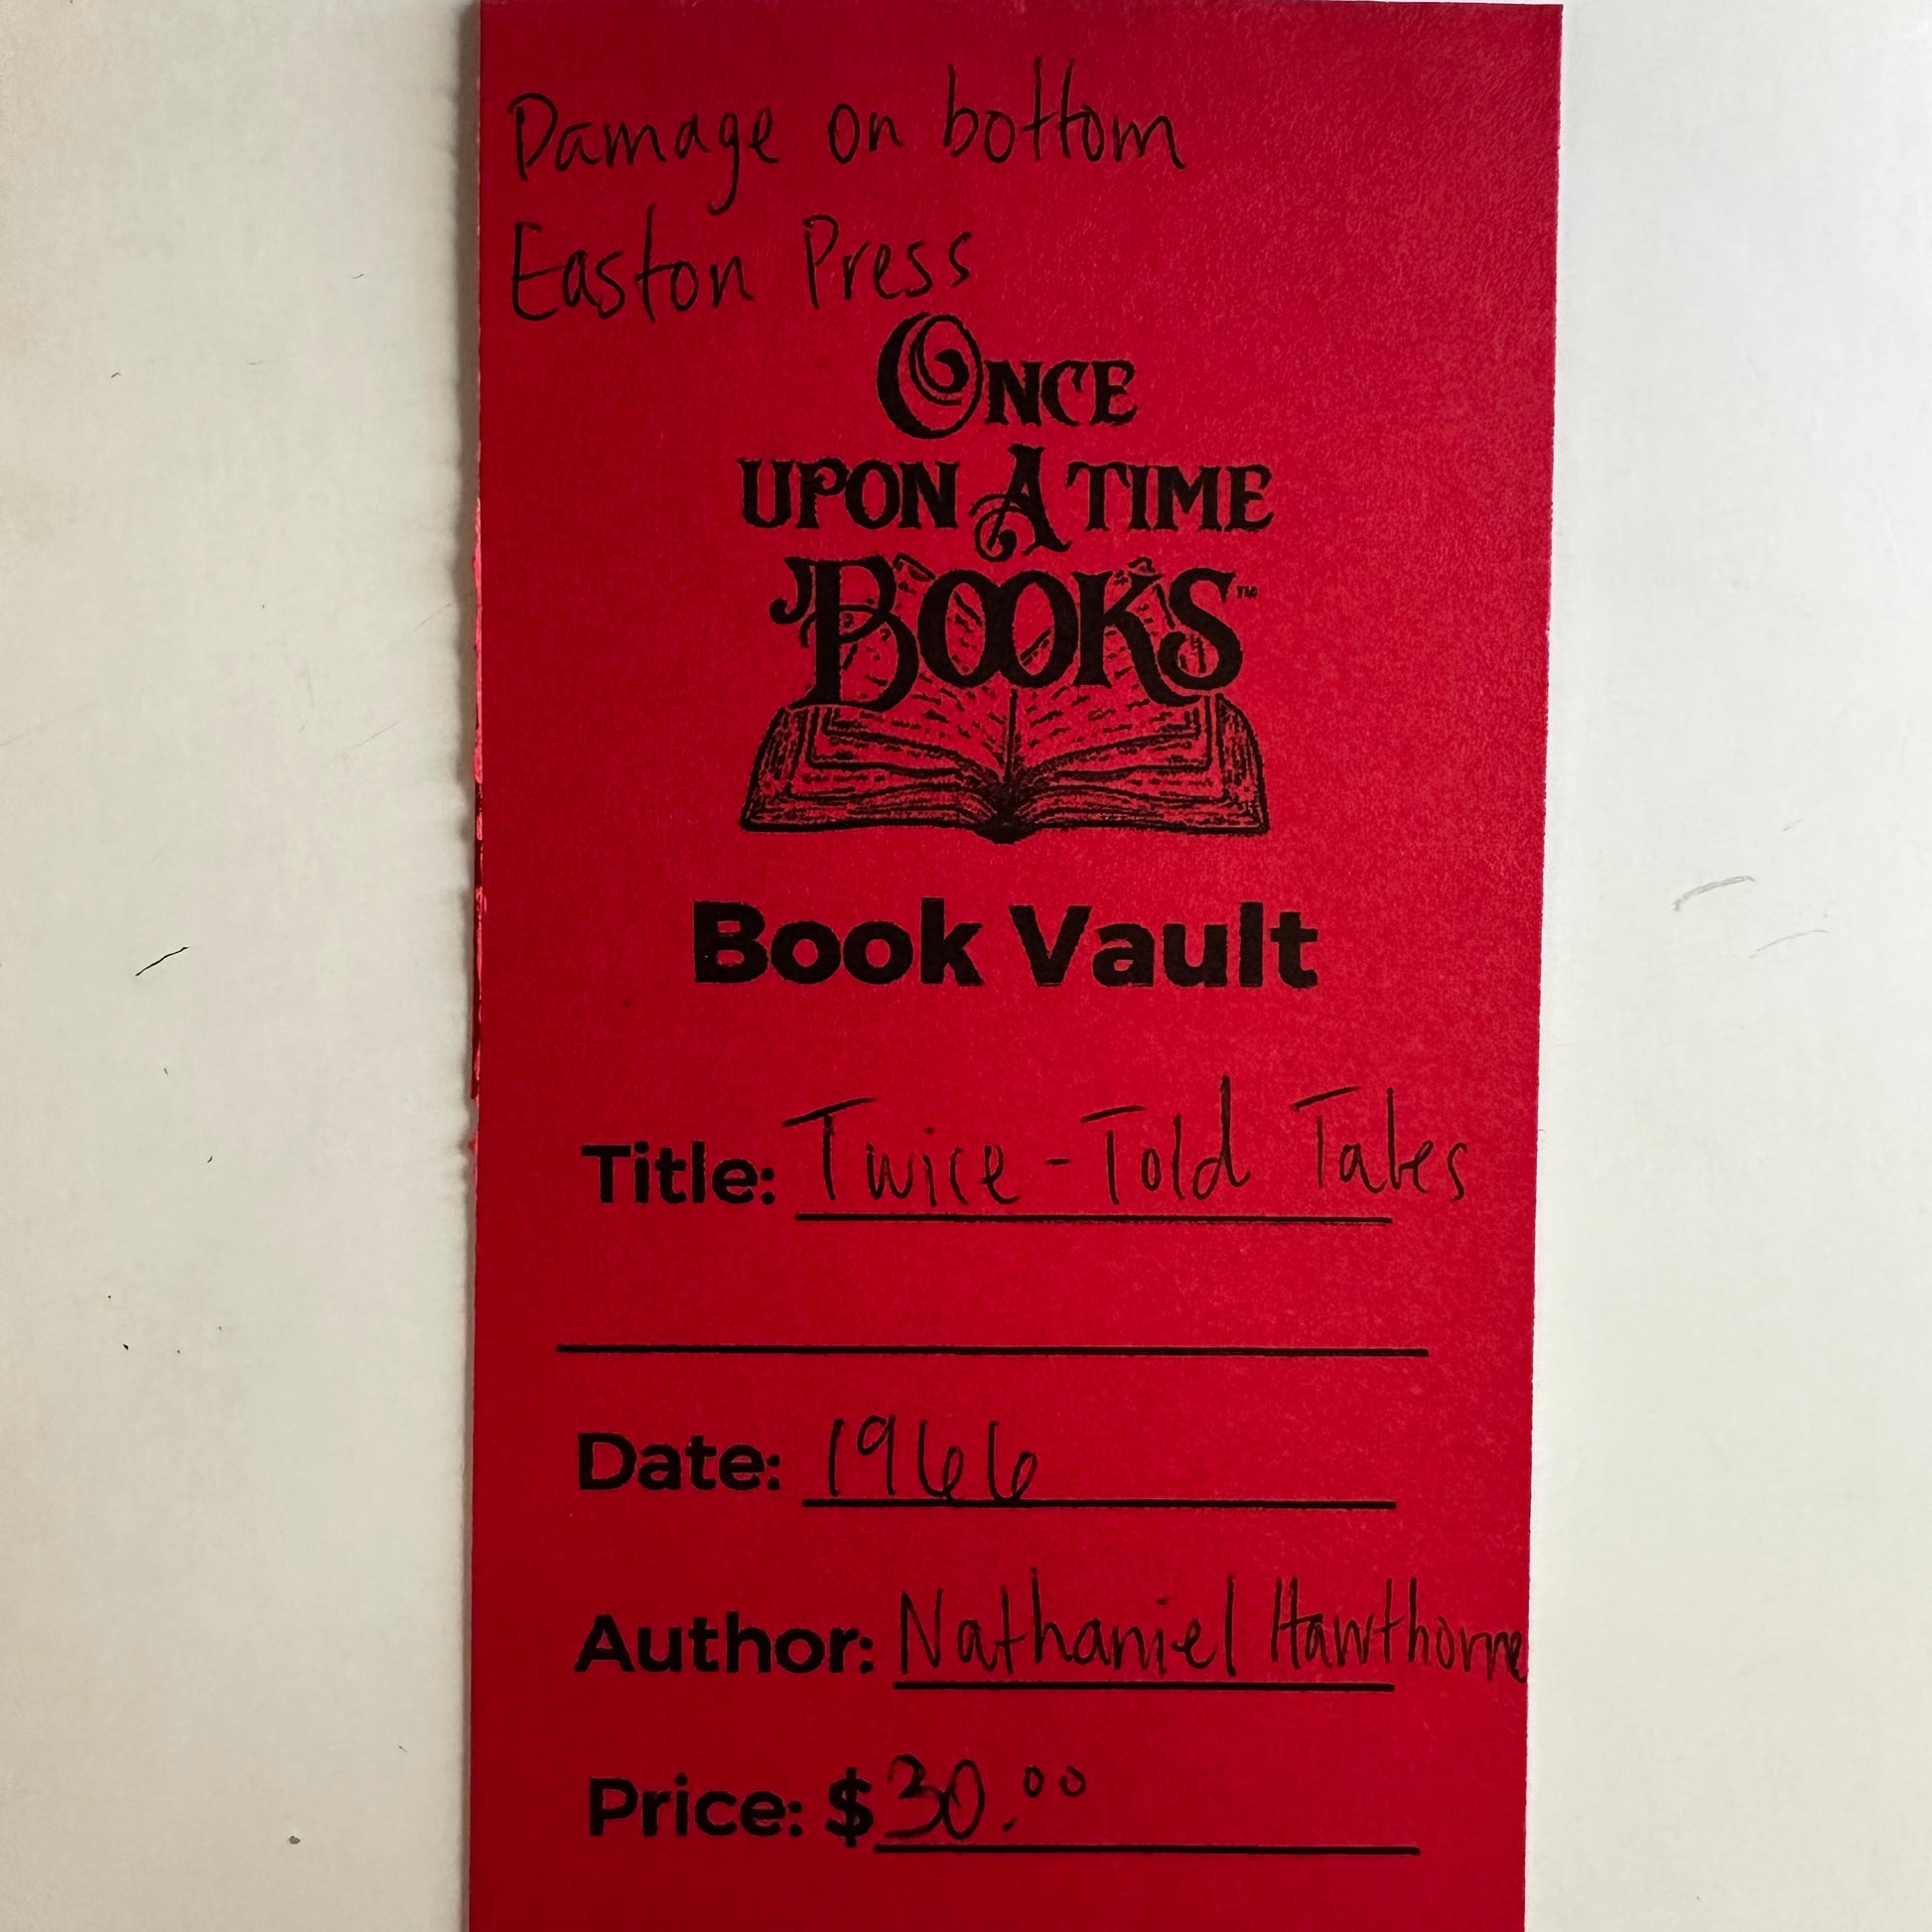 Damage on bottom
Easton Press
ONCE
UPON A TIME
BOOKS™
Book Vault
Title: Twice-Told Tales
Date: 1966
Author: Nathaniel Hawthorne
Price: $30.00